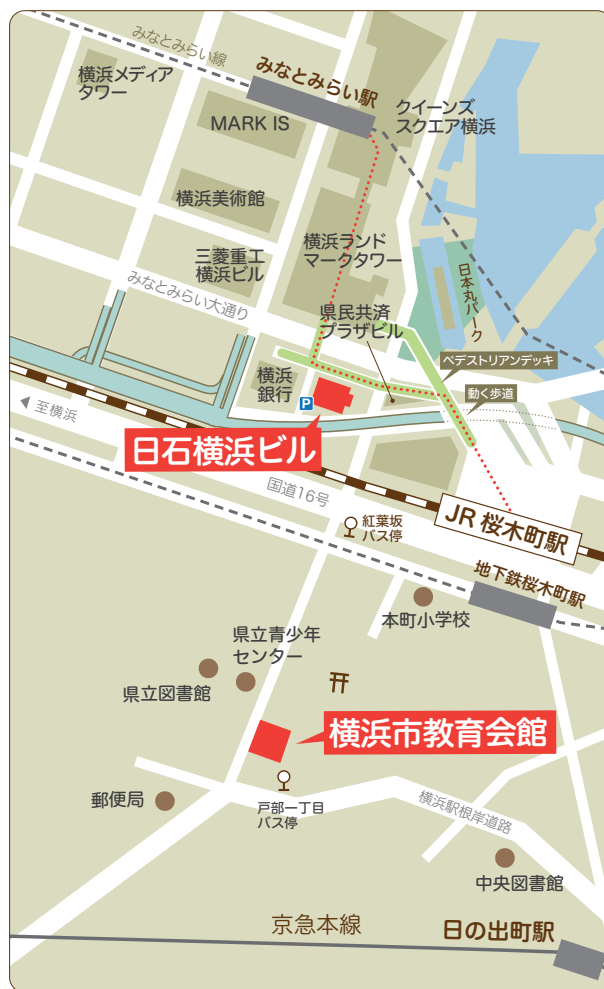 みなとみらい線
みなとみらい駅
横浜メディア
タワー
クイーンズ
スクエア横浜
MARK IS
横浜美術館
三菱重工
横浜ビル
横浜ランド
マークタワー
みなとみらい大通り
日本丸パーク
県民共済
プラザビル
ペデストリアンデッキ
横浜
銀行
動く歩道
P
至横浜
日石横浜ビル
国道16号
紅葉坂
バス停
JR 桜木町駅
地下鉄桜木町駅
本町小学校
県立青少年
センター
県立図書館
横浜市教育会館
郵便局
戸部一丁目
バス停
横浜駅根岸道路
中央図書館
京急本線
日の出町駅